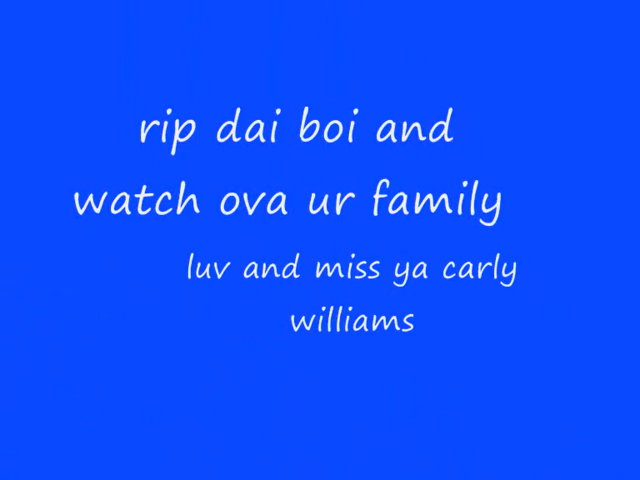 rip dai boi and
watch ova ur family
luv and miss ya carly
williams